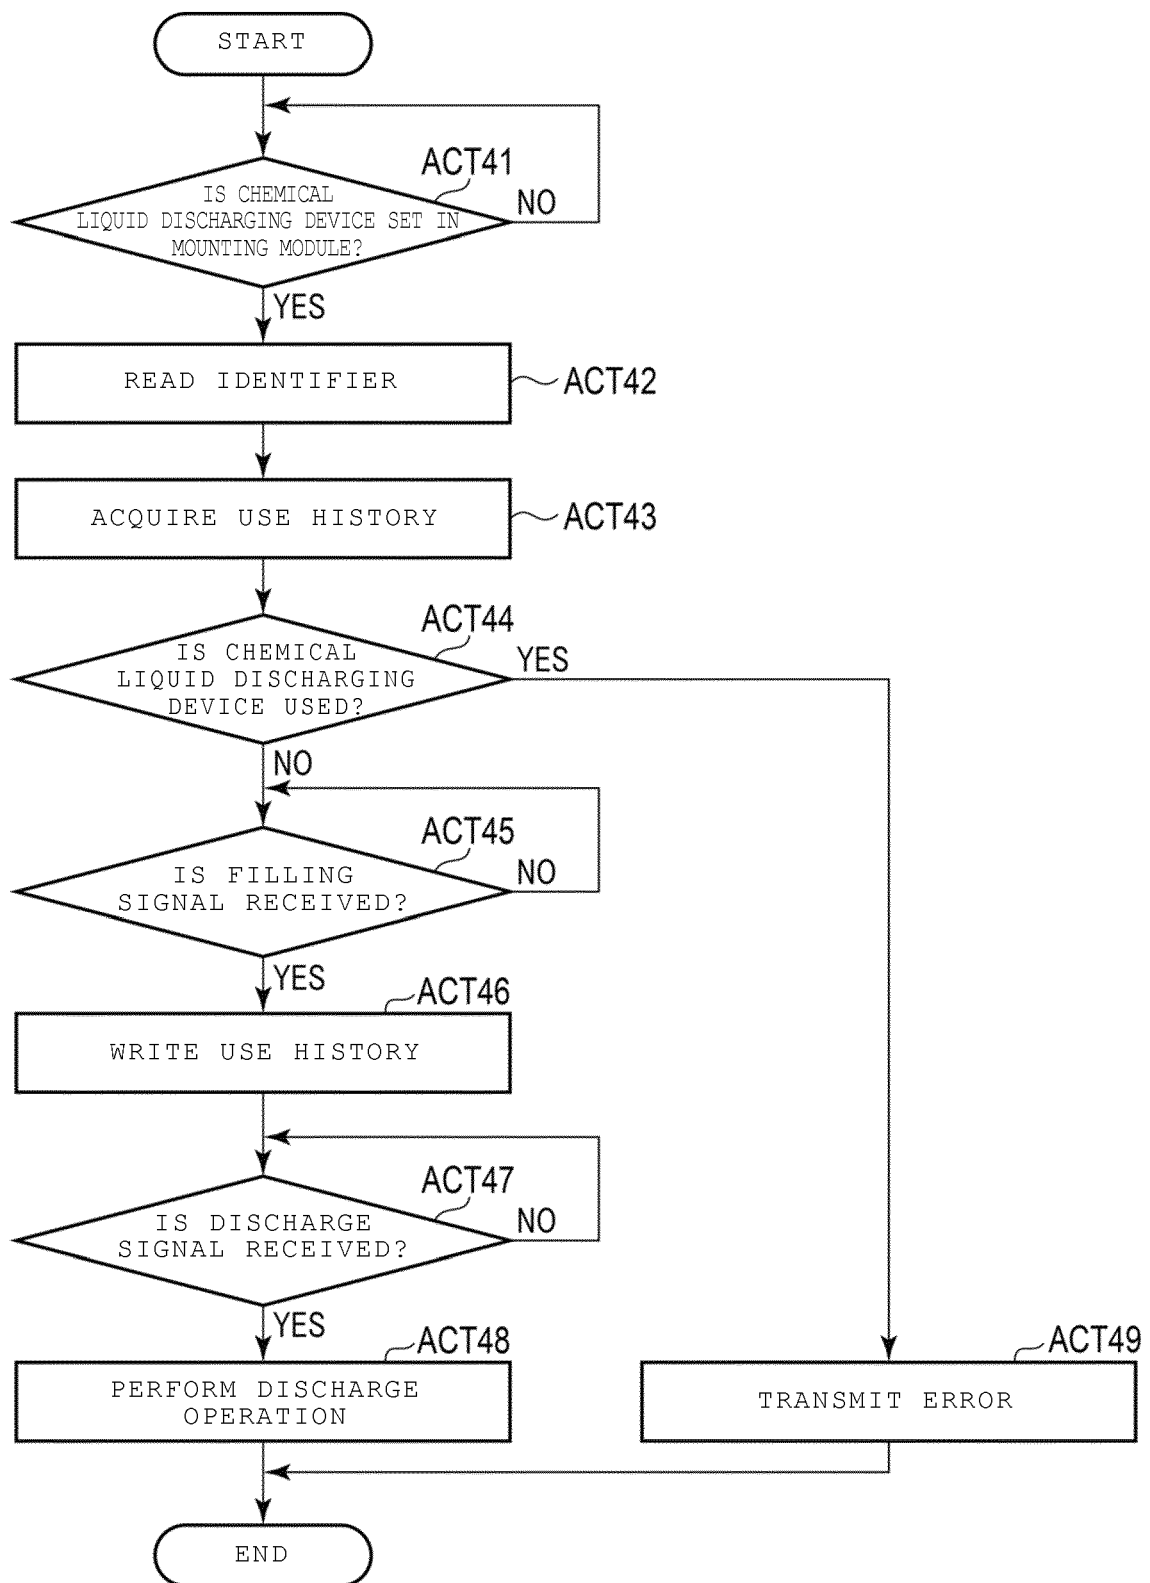 START
ACT41
IS CHEMICAL
LIQUID DISCHARGING DEVICE SET IN
MOUNTING MODULE?
NO
YES
READ IDENTIFIER
ACT42
ACQUIRE USE HISTORY
ACT43
ACT44
IS CHEMICAL
LIQUID DISCHARGING
DEVICE USED?
YES
NO
ACT45
IS FILLING
SIGNAL RECEIVED?
NO
YES
ACT46
WRITE USE HISTORY
ACT47
IS DISCHARGE
SIGNAL RECEIVED?
NO
YES
ACT48
PERFORM DISCHARGE
OPERATION
ACT49
TRANSMIT ERROR
END